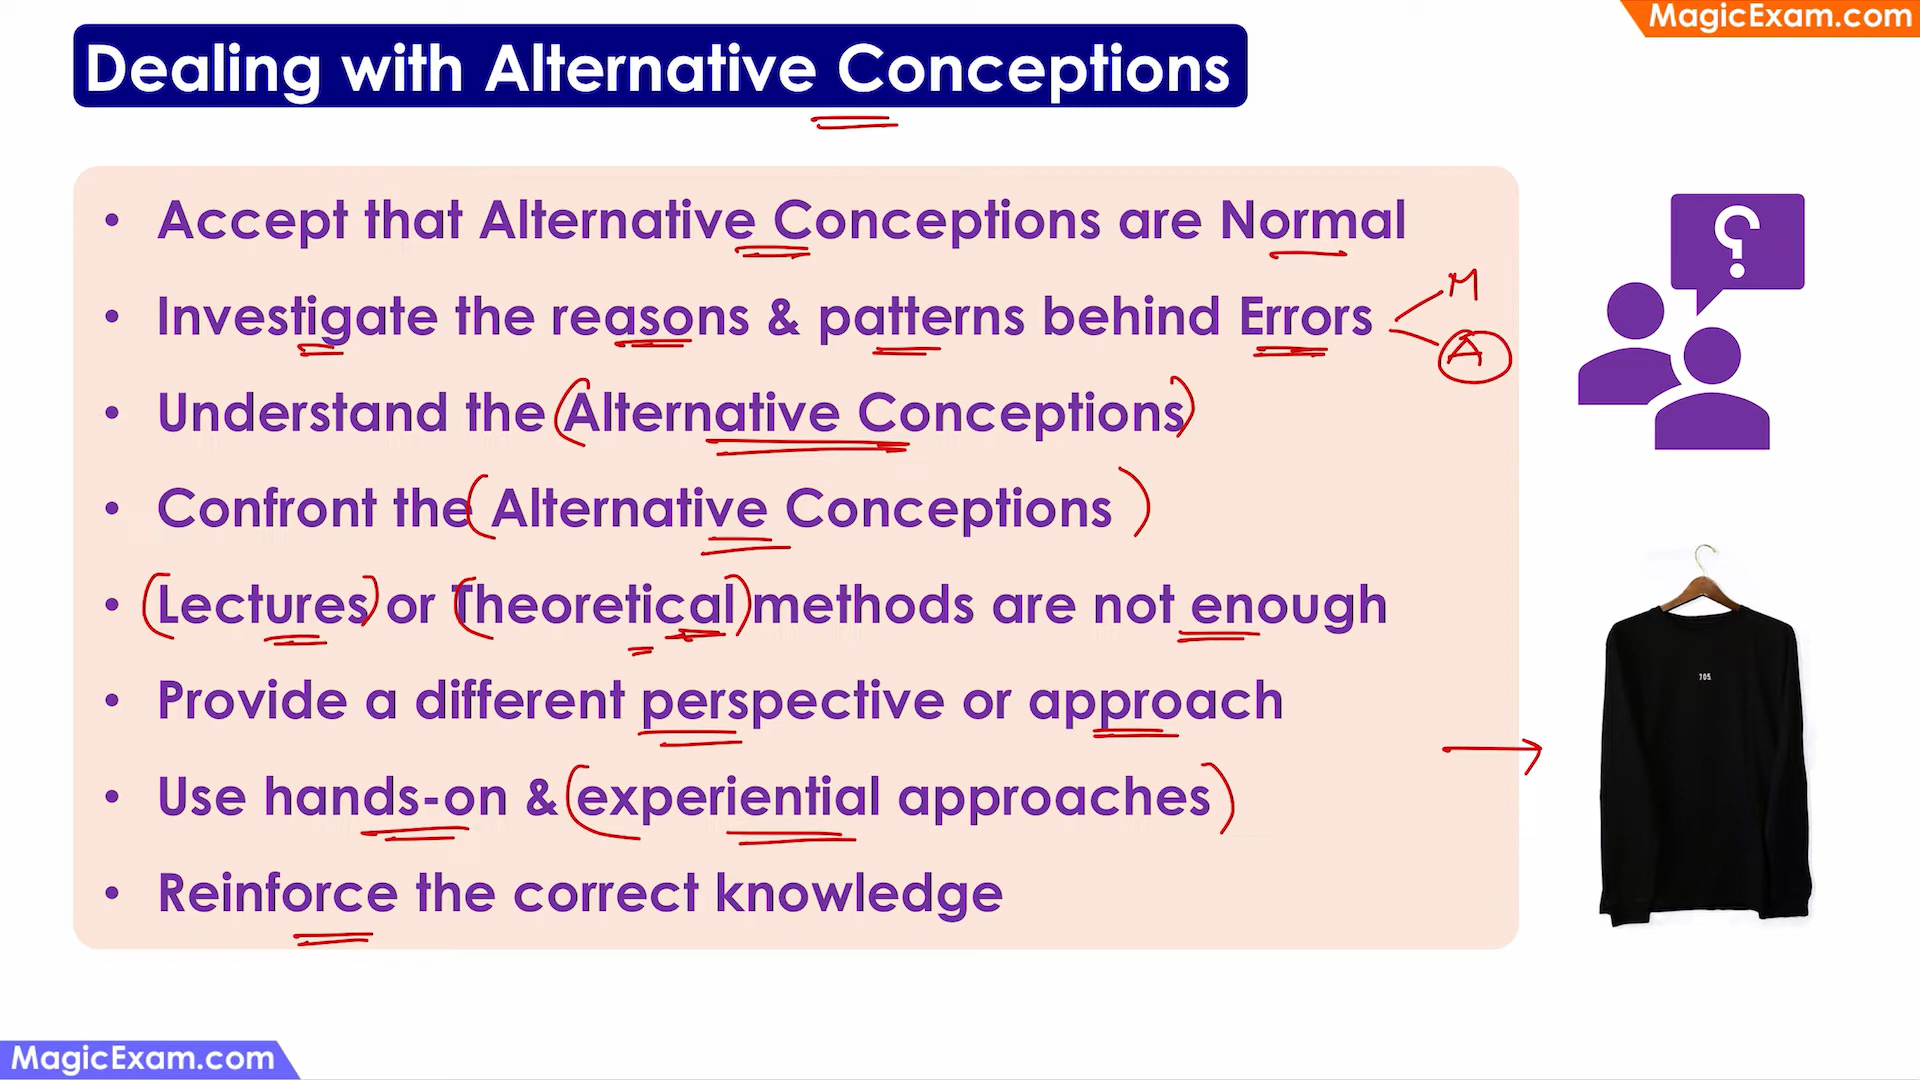 MagicExam.com
Dealing with Alternative Conceptions
• Accept that Alternative Conceptions are Normal
• Investigate the reasons & patterns behind Errors
M
A
• Understand the (Alternative Conceptions)
• Confront the (Alternative Conceptions)
• (Lectures) or (Theoretical) methods are not enough
• Provide a different perspective or approach
• Use hands-on & (experiential approaches)
• Reinforce the correct knowledge
?
705
MagicExam.com